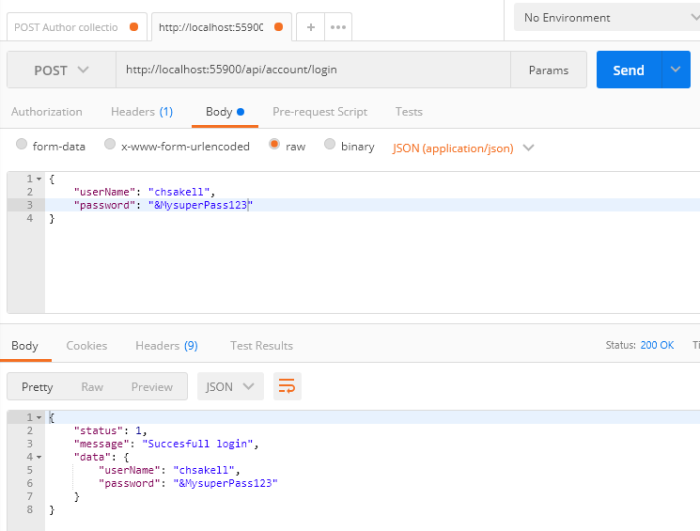 POST Author collectio
http://localhost:5590
+
•••
No Environment
POST
http://localhost:55900/api/account/login
Params
Send
Authorization
Headers (1)
Body
Pre-request Script
Tests
form-data
x-www-form-urlencoded
raw
binary
JSON (application/json)
1 {
2 "userName": "chsakell",
3 "password": "&MysuperPass123"
4 }
Body
Cookies
Headers (9)
Test Results
Status: 200 OK
Pretty
Raw
Preview
JSON
1 {
2 "status": 1,
3 "message": "Succesfull login",
4 "data": {
5 "userName": "chsakell",
6 "password": "&MysuperPass123"
7 }
8 }